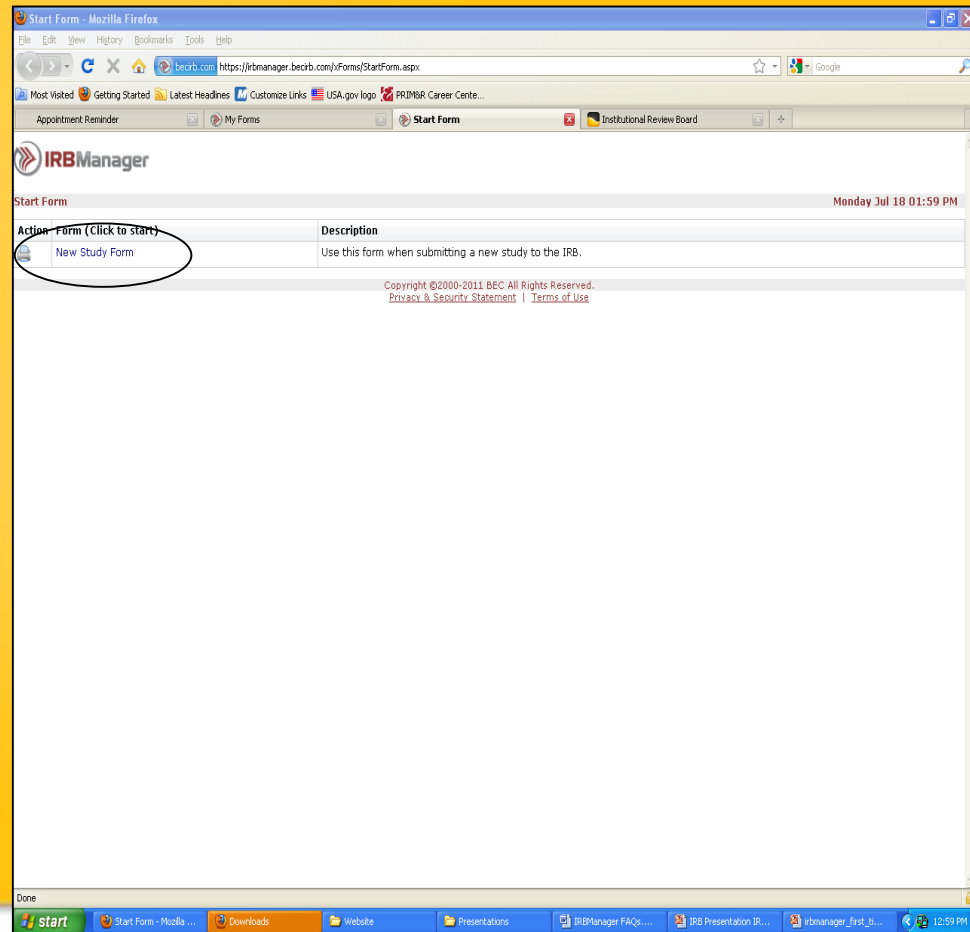 Start Form - Mozilla Firefox
File Edit View History Bookmarks Tools Help
becirb.com https://irbmanager.becirb.com/xForms/StartForm.aspx Google
Most Visited Getting Started Latest Headlines Customize Links USA.gov logo PRIM&R Career Cente...
Appointment Reminder My Forms Start Form Institutional Review Board
IRBManager
Start Form Monday Jul 18 01:59 PM
Action Form (Click to start) Description
New Study Form Use this form when submitting a new study to the IRB.
Copyright ©2000-2011 BEC All Rights Reserved.
Privacy & Security Statement | Terms of Use
Done
start Start Form - Mozilla ... Downloads Website Presentations IRBManager FAQs.... IRB Presentation IR... irbmanager_first_ti... 12:59 PM